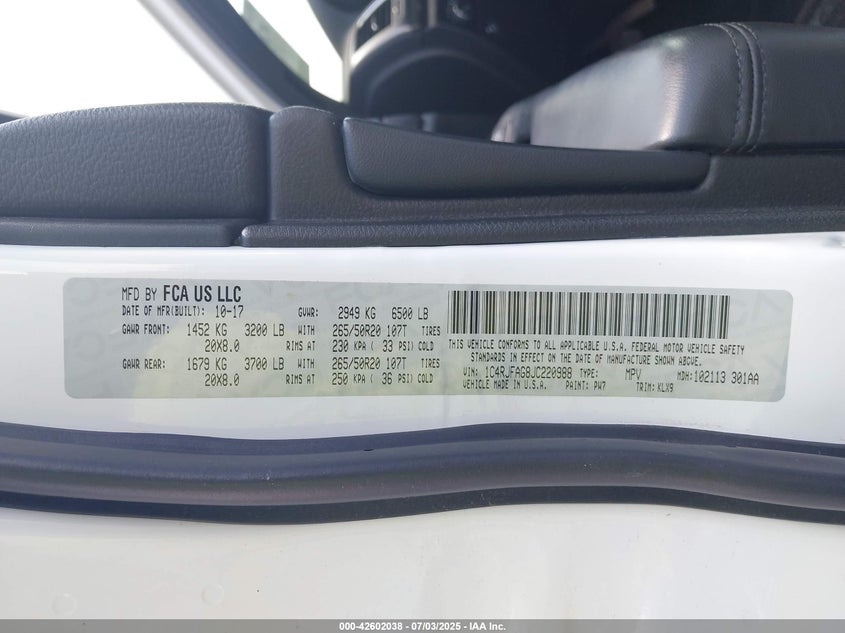 MFD BY FCA US LLC
DATE OF MFR(BUILT): 10-17 GVWR: 2949 KG 6500 LB
GAWR FRONT: 1452 KG 3200 LB WITH 265/50R20 107T TIRES
20X8.0 RIMS AT 230 KPA ( 33 PSI) COLD
GAWR REAR: 1679 KG 3700 LB WITH 265/50R20 107T TIRES
20X8.0 RIMS AT 250 KPA ( 36 PSI) COLD
THIS VEHICLE CONFORMS TO ALL APPLICABLE U.S.A. FEDERAL MOTOR VEHICLE SAFETY
STANDARDS IN EFFECT ON THE DATE OF MANUFACTURE SHOWN ABOVE.
VIN: 1C4RJFAG8JC220988 TYPE: MPV MDH: 102113 301AA
VEHICLE MADE IN U.S.A. PAINT: PW7 TRIM: KLX9
000-42602038 - 07/03/2025 - IAA Inc.